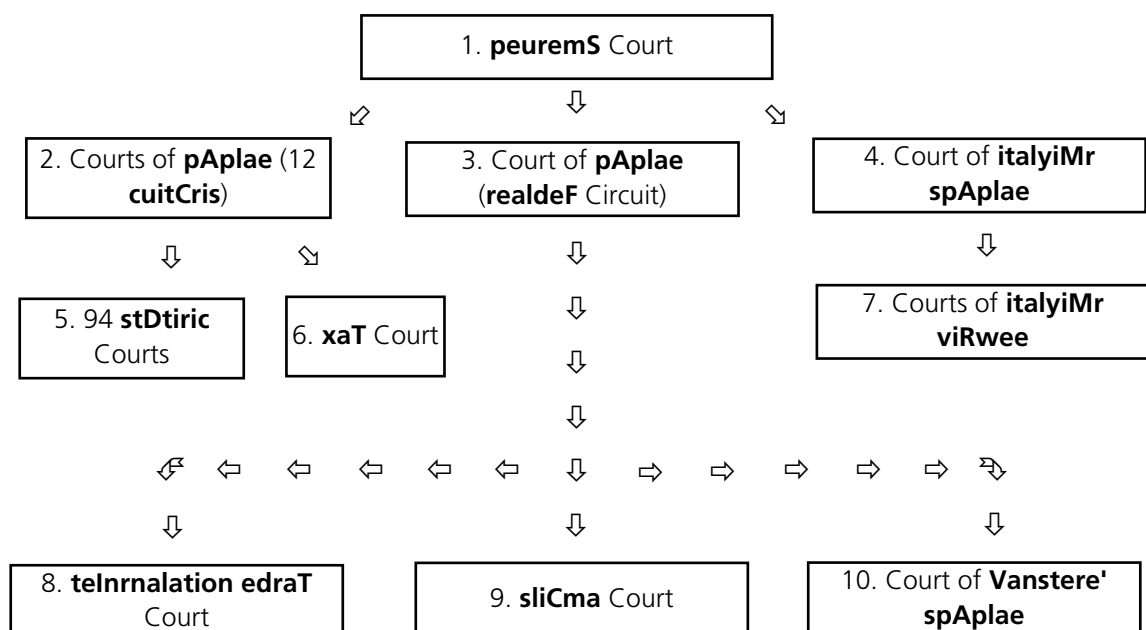 1. peuremS Court
2. Courts of pAplae (12
cuitCris)
3. Court of pAplae
(realdeF Circuit)
4. Court of italyiMr
spAplae
5. 94 stDtiric
Courts
6. xaT Court
7. Courts of italyiMr
viRwee
8. teInrnalation edraT
Court
9. sliCma Court
10. Court of Vanstere'
spAplae